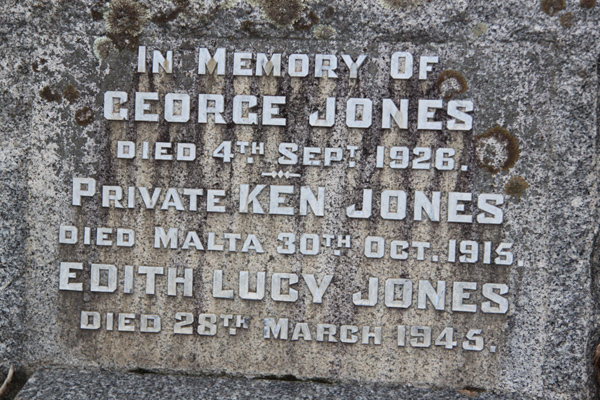 IN MEMORY OF
GEORGE JONES
DIED 4TH SEPT 1926.
PRIVATE KEN JONES
DIED MALTA 30TH OCT. 1915.
EDITH LUCY JONES
DIED 28TH MARCH 1945.